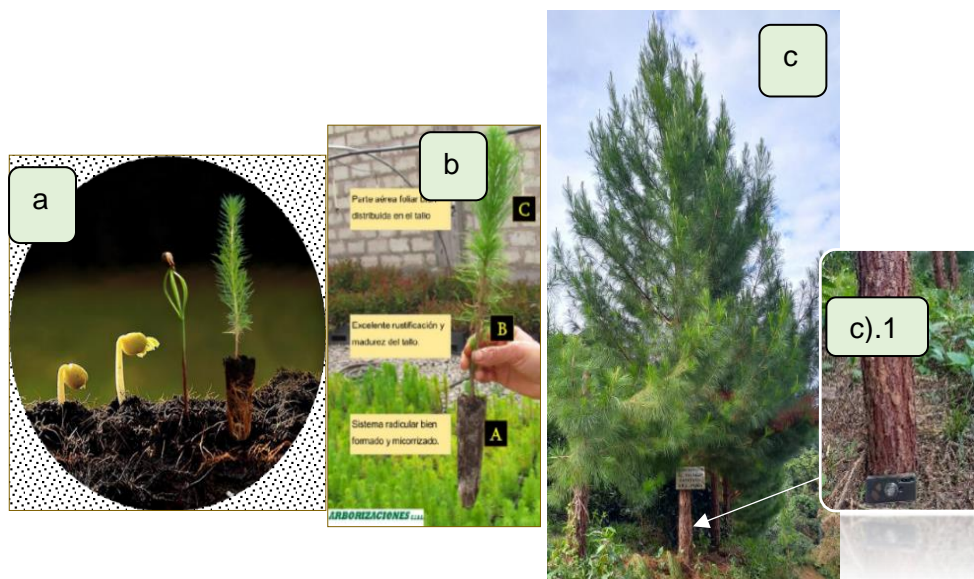 a
b
Parte aérea foliar bien
distribuida en el tallo
C
Excelente rustificación y
madurez del tallo.
B
Sistema radicular bien
formado y micorrizado.
A
ARBORIZACIONES
c
c).1